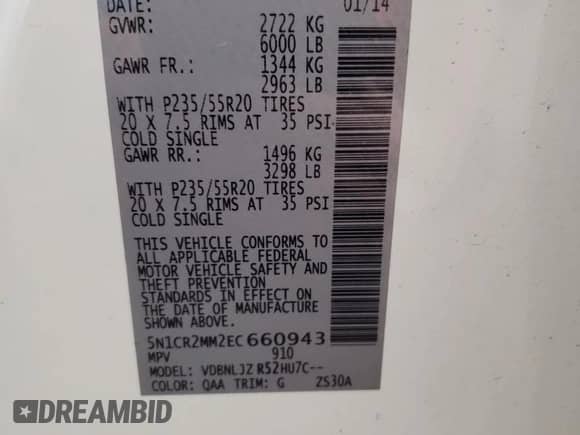 DATE: 01/14
GVWR: 2722 KG
6000 LB
GAWR FR.: 1344 KG
2963 LB
WITH P235/55R20 TIRES
20 X 7.5 RIMS AT 35 PSI
COLD SINGLE
GAWR RR.: 1496 KG
3298 LB
WITH P235/55R20 TIRES
20 X 7.5 RIMS AT 35 PSI
COLD SINGLE
THIS VEHICLE CONFORMS TO
ALL APPLICABLE FEDERAL
MOTOR VEHICLE SAFETY AND
THEFT PREVENTION
STANDARDS IN EFFECT ON
THE DATE OF MANUFACTURE
SHOWN ABOVE.
5N1CR2MM2EC660943
MPV 910
MODEL: VDBNLJZ R52HU7C--
COLOR: QAA TRIM: G ZS30A
DREAMBID